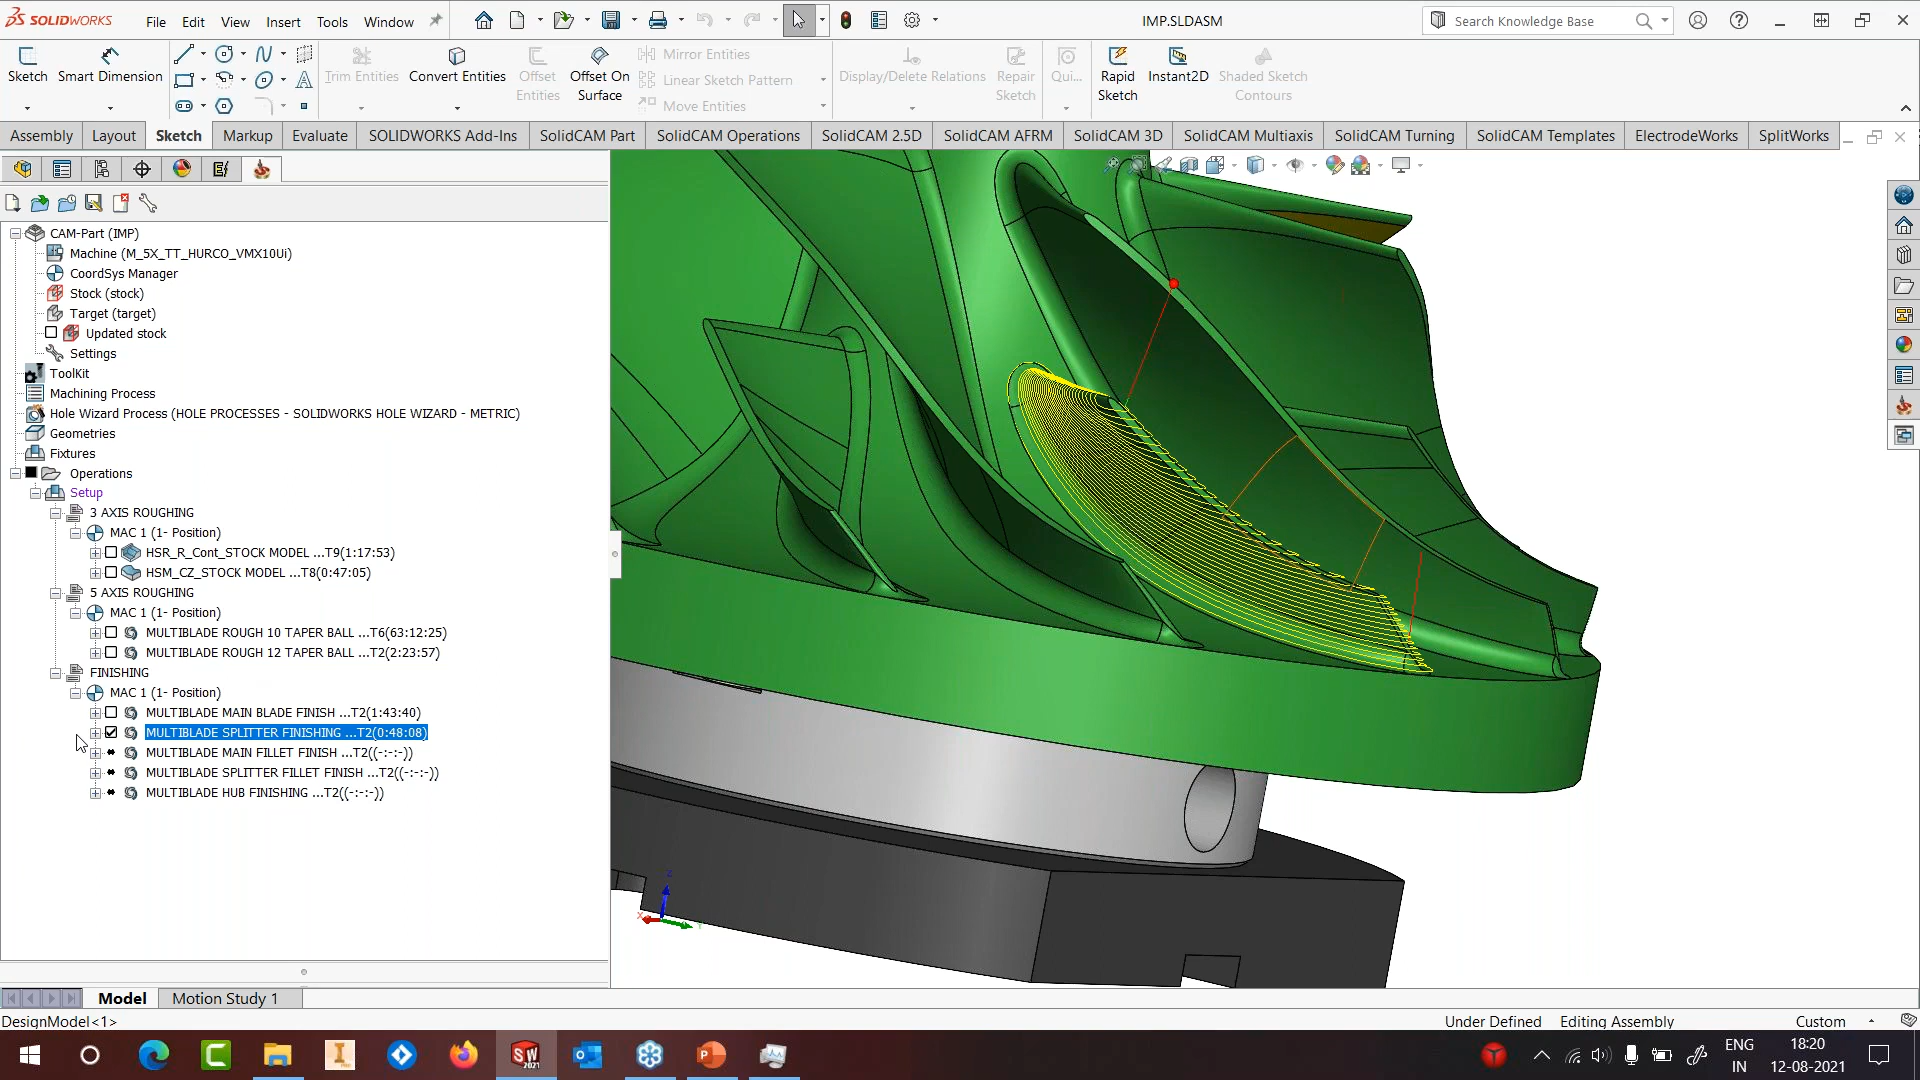 SOLIDWORKS File Edit View Insert Tools Window IMP.SLDASM Search Knowledge Base
Sketch Smart Dimension Trim Entities Convert Entities Offset Entities Offset On Surface Mirror Entities Linear Sketch Pattern Move Entities Display/Delete Relations Repair Sketch Qui... Rapid Sketch Instant2D Shaded Sketch Contours
Assembly Layout Sketch Markup Evaluate SOLIDWORKS Add-Ins SolidCAM Part SolidCAM Operations SolidCAM 2.5D SolidCAM AFRM SolidCAM 3D SolidCAM Multiaxis SolidCAM Turning SolidCAM Templates ElectrodeWorks SplitWorks
CAM-Part (IMP)
Machine (M_5X_TT_HURCO_VMX10Ui)
CoordSys Manager
Stock (stock)
Target (target)
Updated stock
Settings
ToolKit
Machining Process
Hole Wizard Process (HOLE PROCESSES - SOLIDWORKS HOLE WIZARD - METRIC)
Geometries
Fixtures
Operations
Setup
3 AXIS ROUGHING
MAC 1 (1- Position)
HSR_R_Cont_STOCK MODEL ...T9(1:17:53)
HSM_CZ_STOCK MODEL ...T8(0:47:05)
5 AXIS ROUGHING
MAC 1 (1- Position)
MULTIBLADE ROUGH 10 TAPER BALL ...T6(63:12:25)
MULTIBLADE ROUGH 12 TAPER BALL ...T2(2:23:57)
FINISHING
MAC 1 (1- Position)
MULTIBLADE MAIN BLADE FINISH ...T2(1:43:40)
MULTIBLADE SPLITTER FINISHING ...T2(0:48:08)
MULTIBLADE MAIN FILLET FINISH ...T2((-:-:-))
MULTIBLADE SPLITTER FILLET FINISH ...T2((-:-:-))
MULTIBLADE HUB FINISHING ...T2((-:-:-))
Z
X
Y
Model Motion Study 1
DesignModel<1> Under Defined Editing Assembly Custom
SW 2021
ENG IN
18:20
12-08-2021